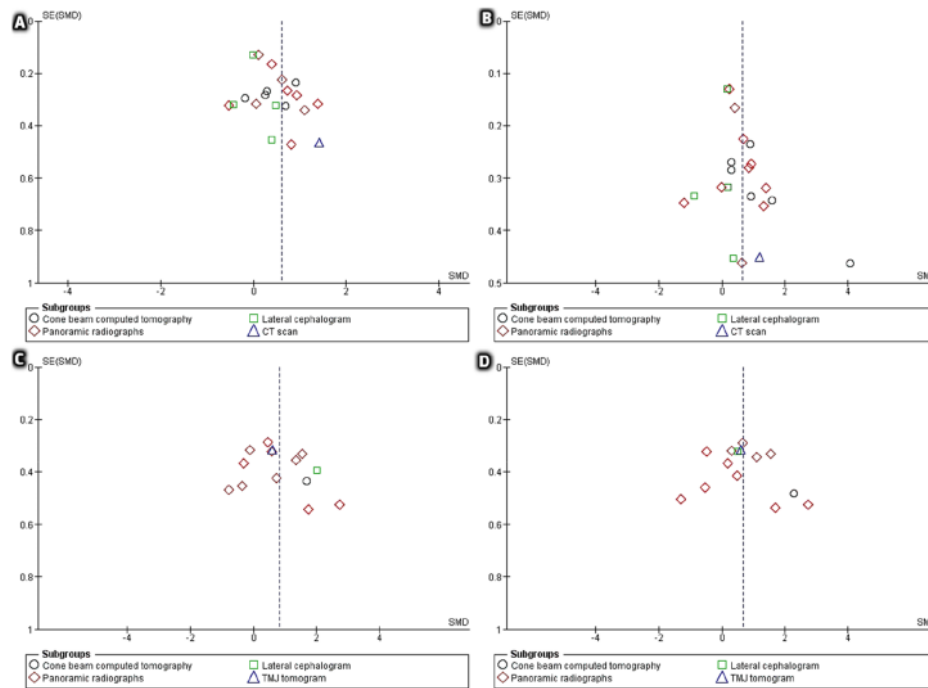 A
SE(SMD)
0
0.2
0.4
0.6
0.8
1
-4 -2 0 2 4
SMD
Subgroups
Cone beam computed tomography Lateral cephalogram
Panoramic radiographs CT scan
B
SE(SMD)
0
0.1
0.2
0.3
0.4
0.5
-4 -2 0 2 4
SMD
Subgroups
Cone beam computed tomography Lateral cephalogram
Panoramic radiographs CT scan
C
SE(SMD)
0
0.2
0.4
0.6
0.8
1
-4 -2 0 2 4
SMD
Subgroups
Cone beam computed tomography Lateral cephalogram
Panoramic radiographs TMJ tomogram
D
SE(SMD)
0
0.2
0.4
0.6
0.8
1
-4 -2 0 2 4
SMD
Subgroups
Cone beam computed tomography Lateral cephalogram
Panoramic radiographs TMJ tomogram